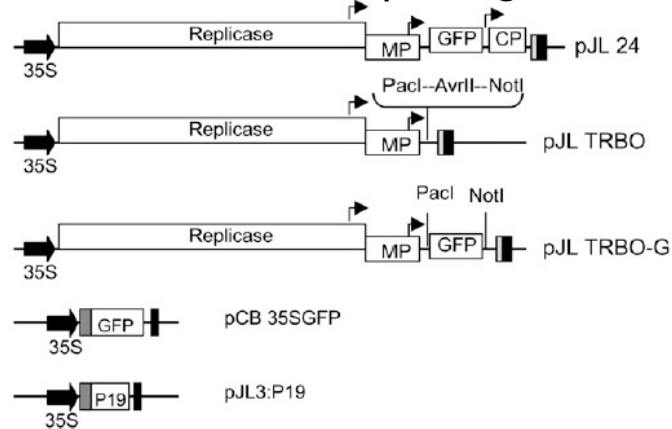 Replicase
MP
GFP
CP
pJL 24
35S
PacI--AvrII--NotI
Replicase
MP
pJL TRBO
35S
PacI
NotI
Replicase
MP
GFP
pJL TRBO-G
35S
GFP
pCB 35SGFP
35S
P19
pJL3:P19
35S